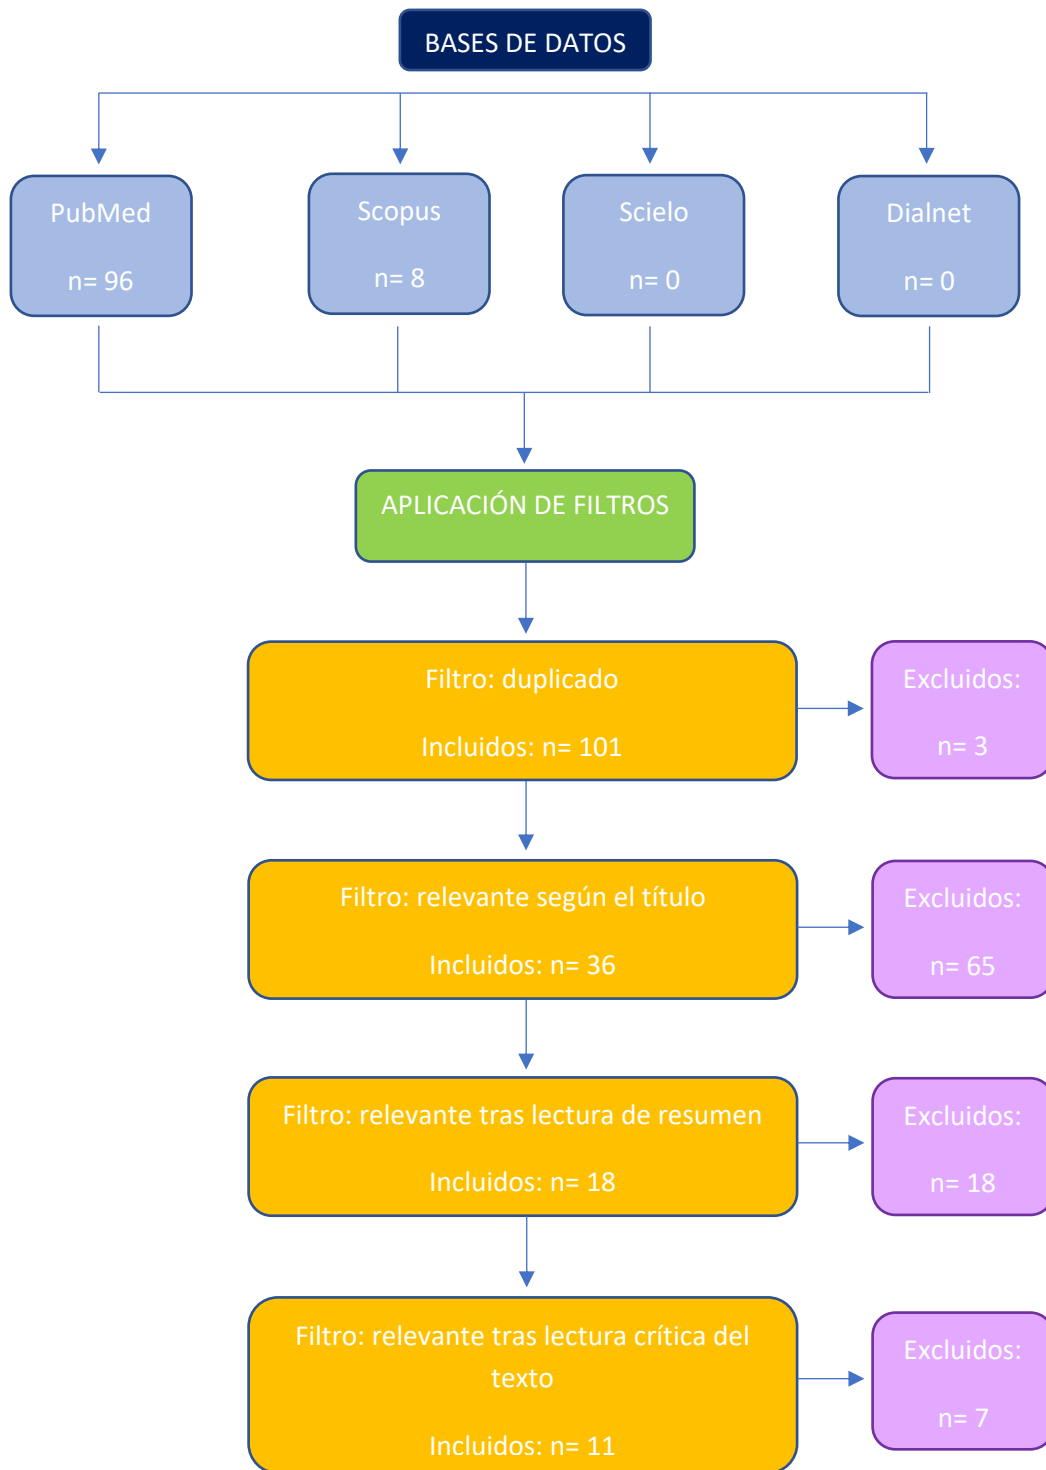 BASES DE DATOS
PubMed
n= 96
Scopus
n= 8
Scielo
n= 0
Dialnet
n= 0
APLICACIÓN DE FILTROS
Filtro: duplicado
Incluidos: n= 101
Excluidos:
n= 3
Filtro: relevante según el título
Incluidos: n= 36
Excluidos:
n= 65
Filtro: relevante tras lectura de resumen
Incluidos: n= 18
Excluidos:
n= 18
Filtro: relevante tras lectura crítica del
texto
Incluidos: n= 11
Excluidos:
n= 7